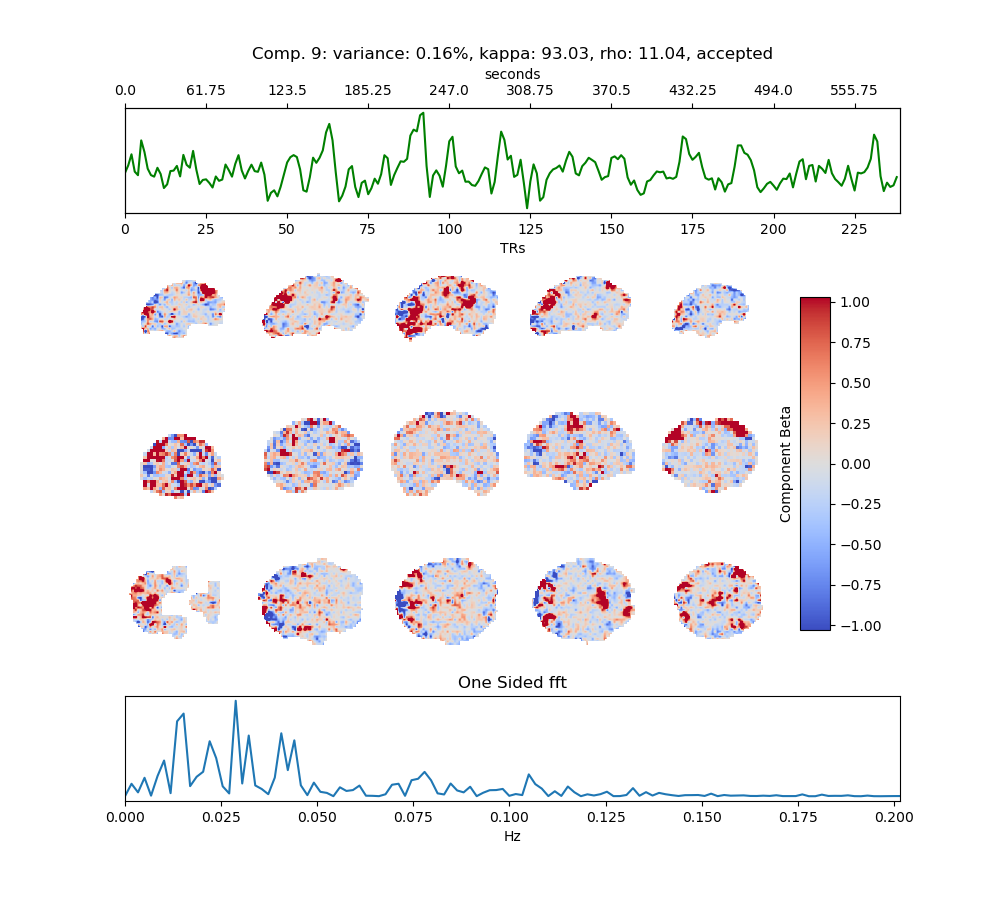 Comp. 9: variance: 0.16%, kappa: 93.03, rho: 11.04, accepted
seconds
0.0 61.75 123.5 185.25 247.0 308.75 370.5 432.25 494.0 555.75
0 25 50 75 100 125 150 175 200 225
TRs
1.00
0.75
0.50
0.25
0.00
−0.25
−0.50
−0.75
−1.00
Component Beta
One Sided fft
0.000 0.025 0.050 0.075 0.100 0.125 0.150 0.175 0.200
Hz